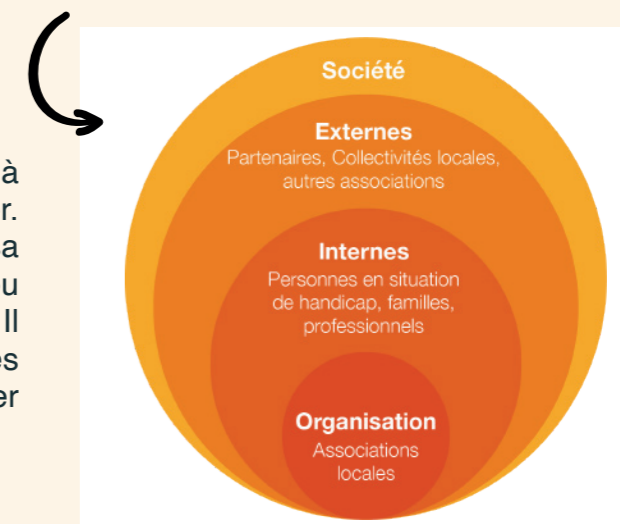 Société
Externes
Partenaires, Collectivités locales,
autres associations
Internes
Personnes en situation
de handicap, familles,
professionnels
Organisation
Associations
locales
à
r.
u
Il
er